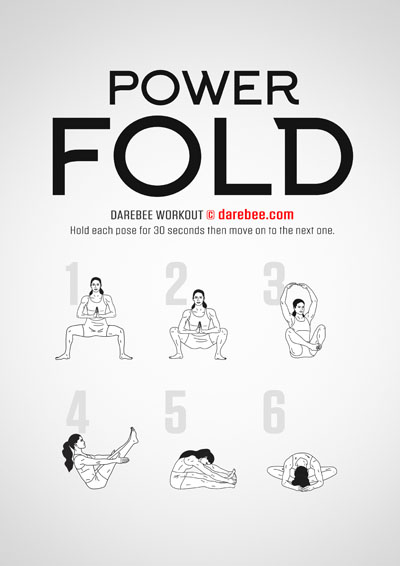 POWER
FOLD
DAREBEE WORKOUT © darebee.com
Hold each pose for 30 seconds then move on to the next one.
1 2 3
4 5 6